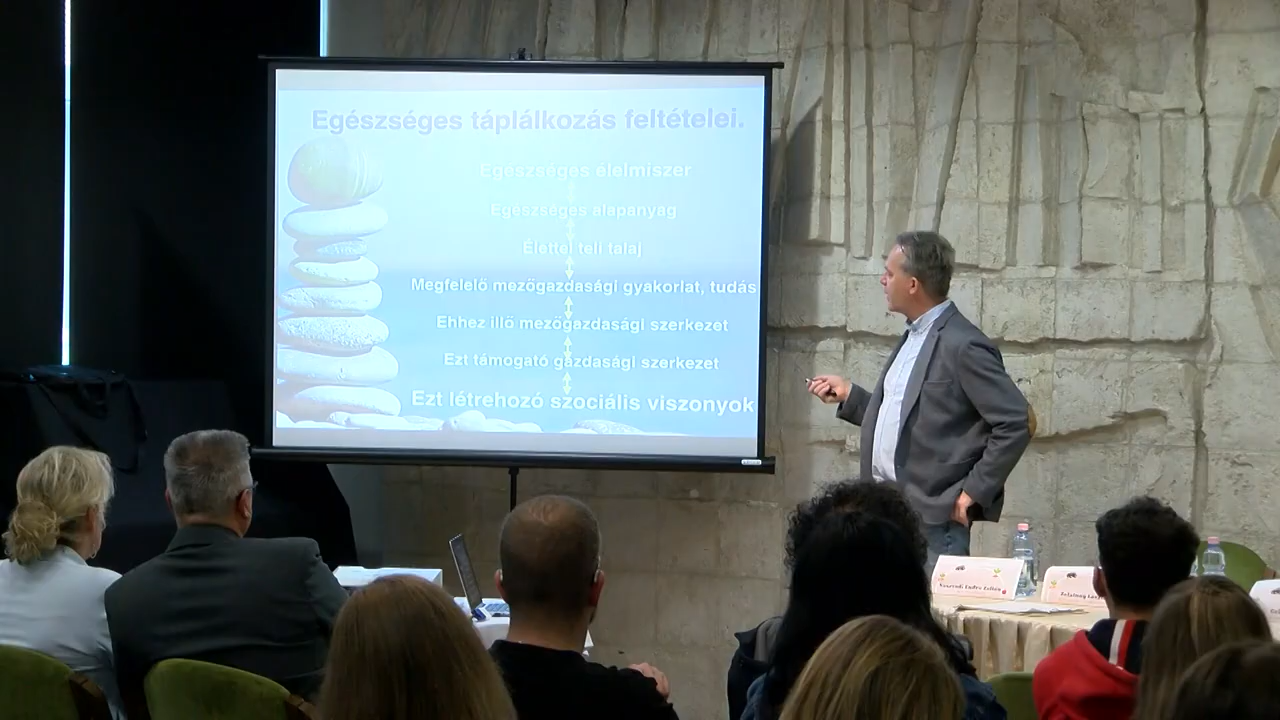 Egészséges táplálkozás feltételei.
Egészséges élelmiszer
Egészséges alapanyag
Élettel teli talaj
Megfelelő mezőgazdasági gyakorlat, tudás
Ehhez illő mezőgazdasági szerkezet
Ezt támogató gazdasági szerkezet
Ezt létrehozó szociális viszonyok